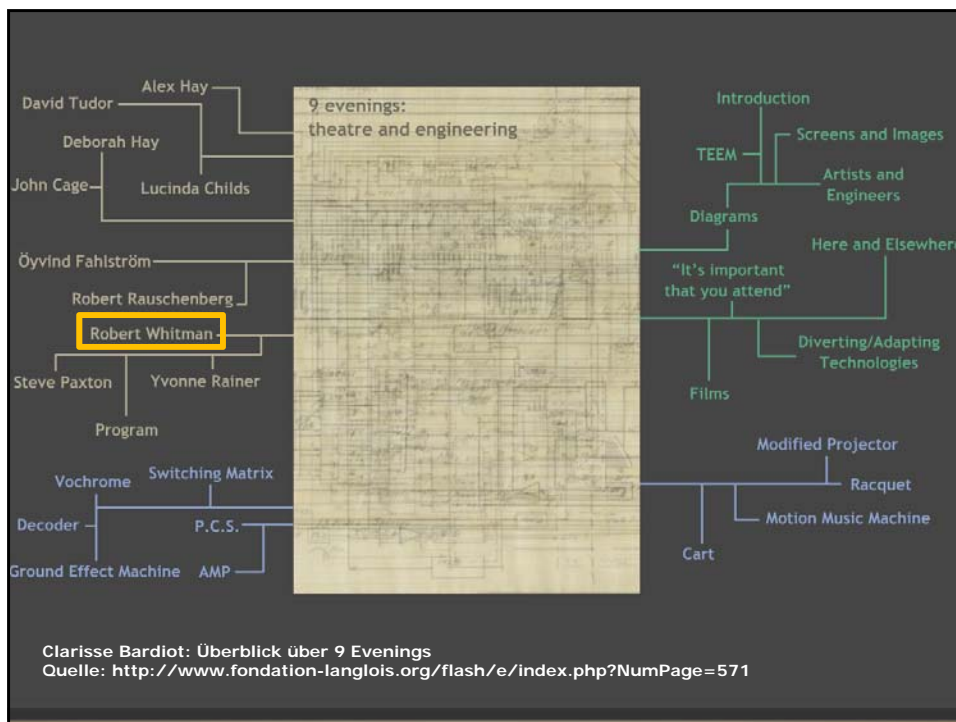 9 evenings:
theatre and engineering
Alex Hay
David Tudor
Deborah Hay
John Cage
Lucinda Childs
Öyvind Fahlström
Robert Rauschenberg
Robert Whitman
Steve Paxton
Yvonne Rainer
Program
Switching Matrix
Vochrome
Decoder
P.C.S.
Ground Effect Machine
AMP
Introduction
Screens and Images
TEEM
Artists and
Engineers
Diagrams
Here and Elsewhere
“It's important
that you attend”
Diverting/Adapting
Technologies
Films
Modified Projector
Racquet
Motion Music Machine
Cart
Clarisse Bardiot: Überblick über 9 Evenings
Quelle: http://www.fondation-langlois.org/flash/e/index.php?NumPage=571